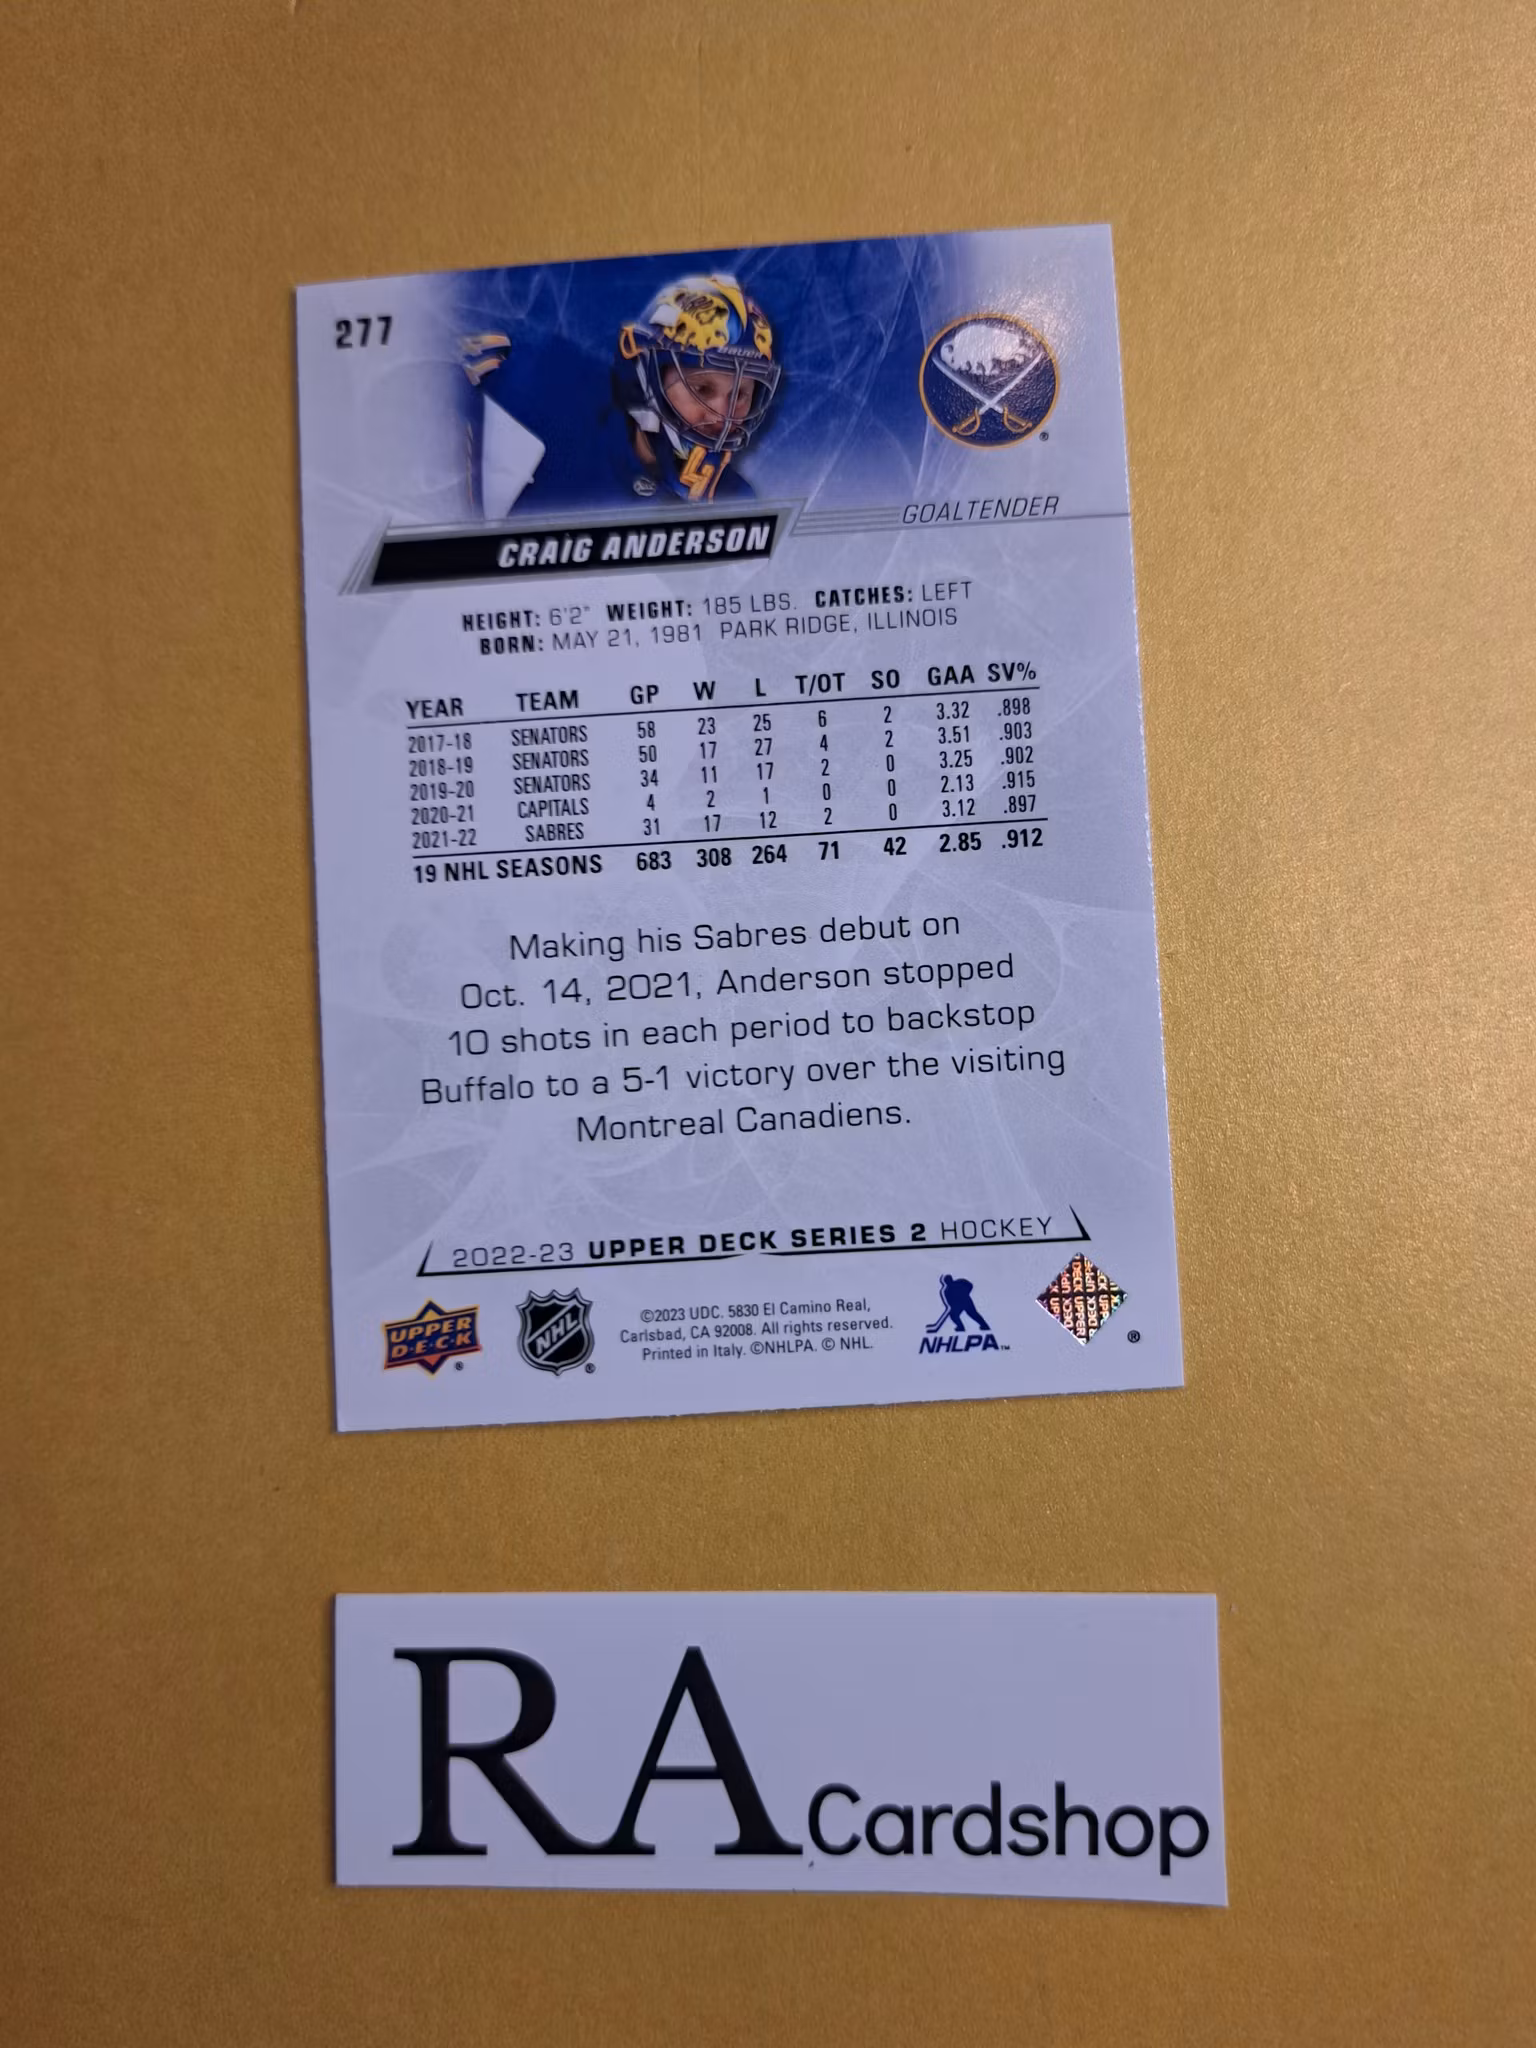 277
BAUER
4
GOALTENDER
CRAIG ANDERSON
HEIGHT: 6'2" WEIGHT: 185 LBS. CATCHES: LEFT
BORN: MAY 21, 1981 PARK RIDGE, ILLINOIS
YEAR TEAM GP W L T/OT SO GAA SV%
2017-18 SENATORS 58 23 25 6 2 3.32 .898
2018-19 SENATORS 50 17 27 4 2 3.51 .903
2019-20 SENATORS 34 11 17 2 0 3.25 .902
2020-21 CAPITALS 4 2 1 0 0 2.13 .915
2021-22 SABRES 31 17 12 2 0 3.12 .897
19 NHL SEASONS 683 308 264 71 42 2.85 .912
Making his Sabres debut on
Oct. 14, 2021, Anderson stopped
10 shots in each period to backstop
Buffalo to a 5-1 victory over the visiting
Montreal Canadiens.
2022-23 UPPER DECK SERIES 2 HOCKEY
UPPER
D·E·C·K ®
NHL ®
©2023 UDC. 5830 El Camino Real,
Carlsbad, CA 92008. All rights reserved.
Printed in Italy. ©NHLPA. © NHL.
NHLPA™
UPPER DECK
®
RA Cardshop